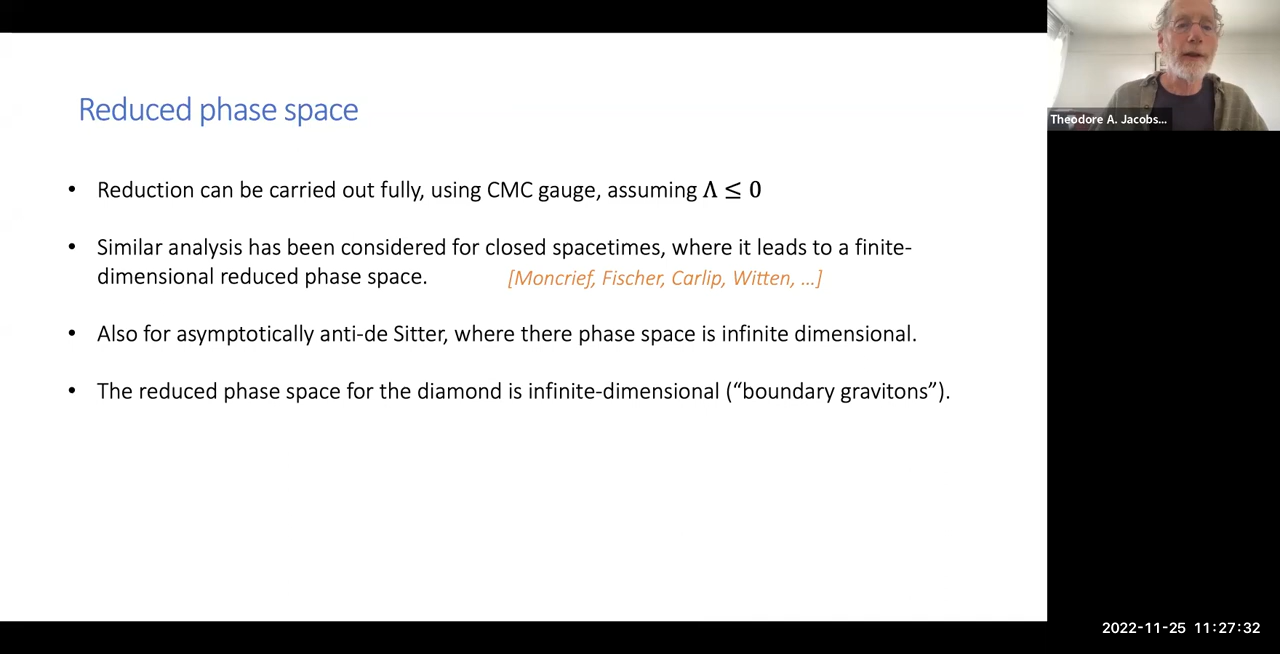 Reduced phase space
• Reduction can be carried out fully, using CMC gauge, assuming Λ ≤ 0
• Similar analysis has been considered for closed spacetimes, where it leads to a finite-
dimensional reduced phase space. [Moncrief, Fischer, Carlip, Witten, ...]
• Also for asymptotically anti-de Sitter, where there phase space is infinite dimensional.
• The reduced phase space for the diamond is infinite-dimensional (“boundary gravitons”).
Theodore A. Jacobs...
2022-11-25 11:27:32